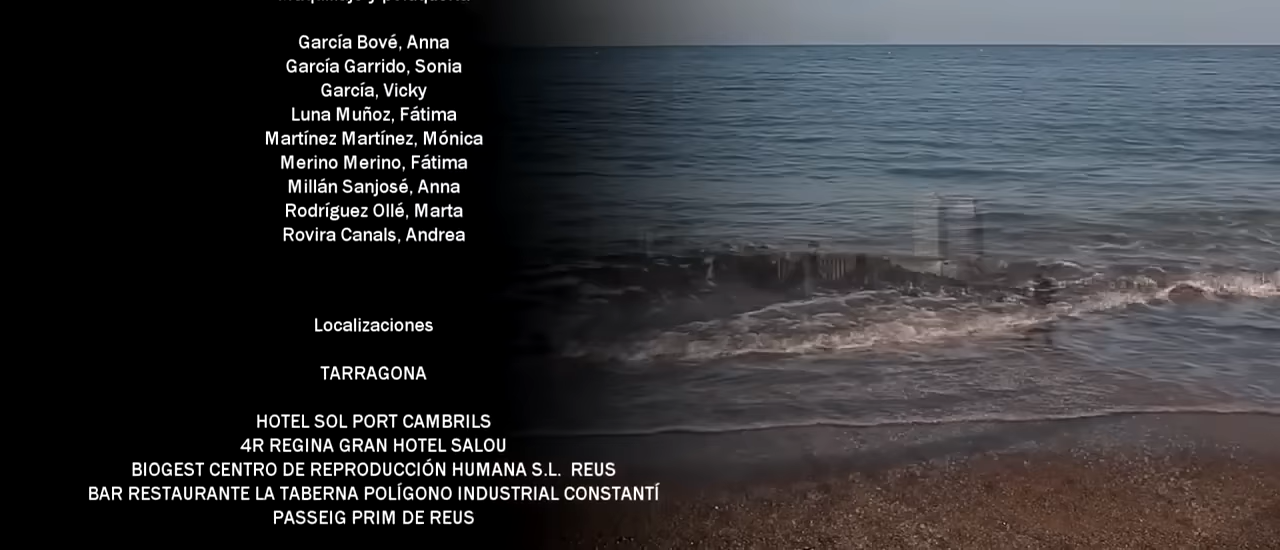 García Bové, Anna
García Garrido, Sonia
García, Vicky
Luna Muñoz, Fátima
Martínez Martínez, Mónica
Merino Merino, Fátima
Millán Sanjosé, Anna
Rodríguez Ollé, Marta
Rovira Canals, Andrea
Localizaciones
TARRAGONA
HOTEL SOL PORT CAMBRILS
4R REGINA GRAN HOTEL SALOU
BIOGEST CENTRO DE REPRODUCCIÓN HUMANA S.L. REUS
BAR RESTAURANTE LA TABERNA POLÍGONO INDUSTRIAL CONSTANTÍ
PASSEIG PRIM DE REUS